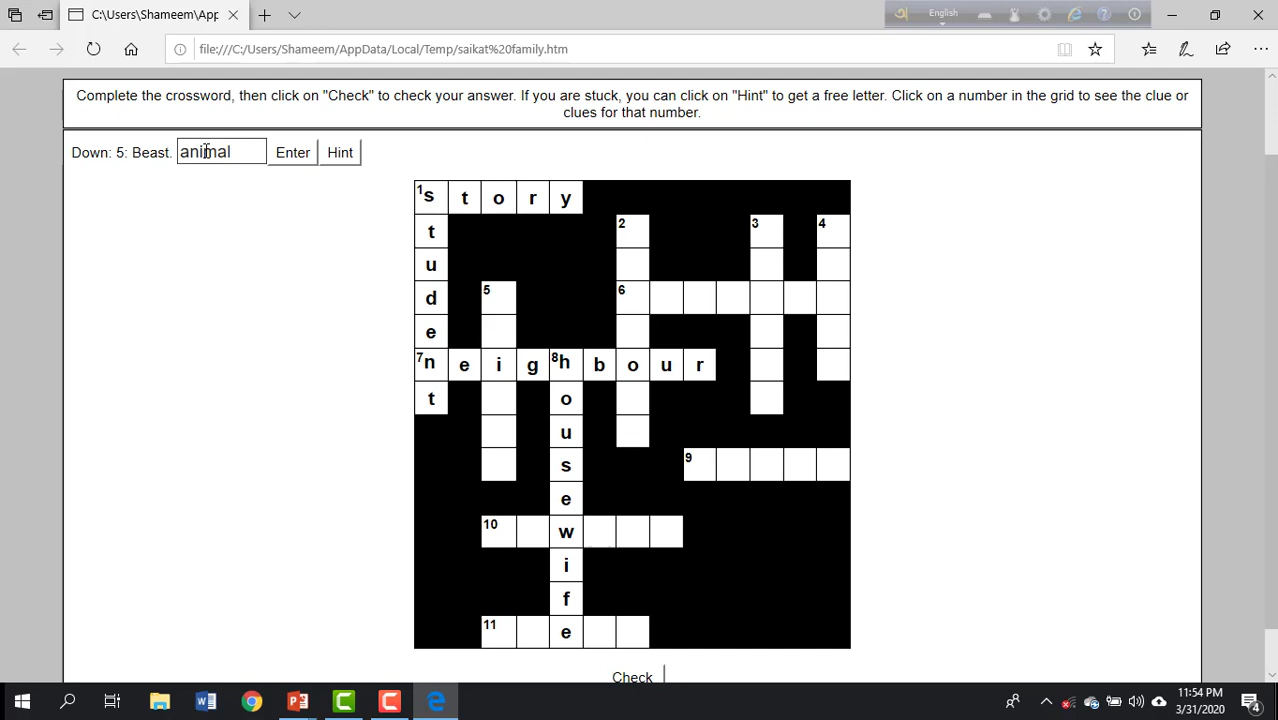 C:\Users\Shameem/App
English
file:///C:/Users/Shameem/AppData/Local/Temp/saikat%20family.htm
Complete the crossword, then click on "Check" to check your answer. If you are stuck, you can click on "Hint" to get a free letter. Click on a number in the grid to see the clue or
clues for that number.
Down: 5: Beast. animal Enter Hint
1 s t o r y
t 2 3 4
u
d 5 6
e
7 n e i g 8 h b o u r
t o
u
s 9
e
10 w
i
f
11 e
Check
11:54 PM
3/31/2020